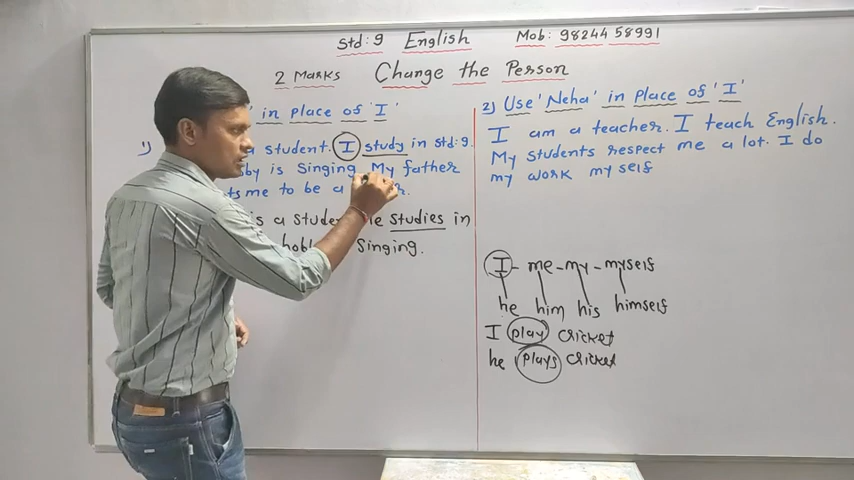 Std: 9 English Mob: 98244 58991
2 Marks Change the Person
' in place of 'I'
1) a student. I study in std: 9.
is Singing. My father
me to be a
is a studies in
Singing.
2) Use 'Neha' in place of 'I'
I am a teacher. I teach English.
My students respect me a lot. I do
my work my self
I - me - my - myself
he him his himself
I play cricket
he plays cricket